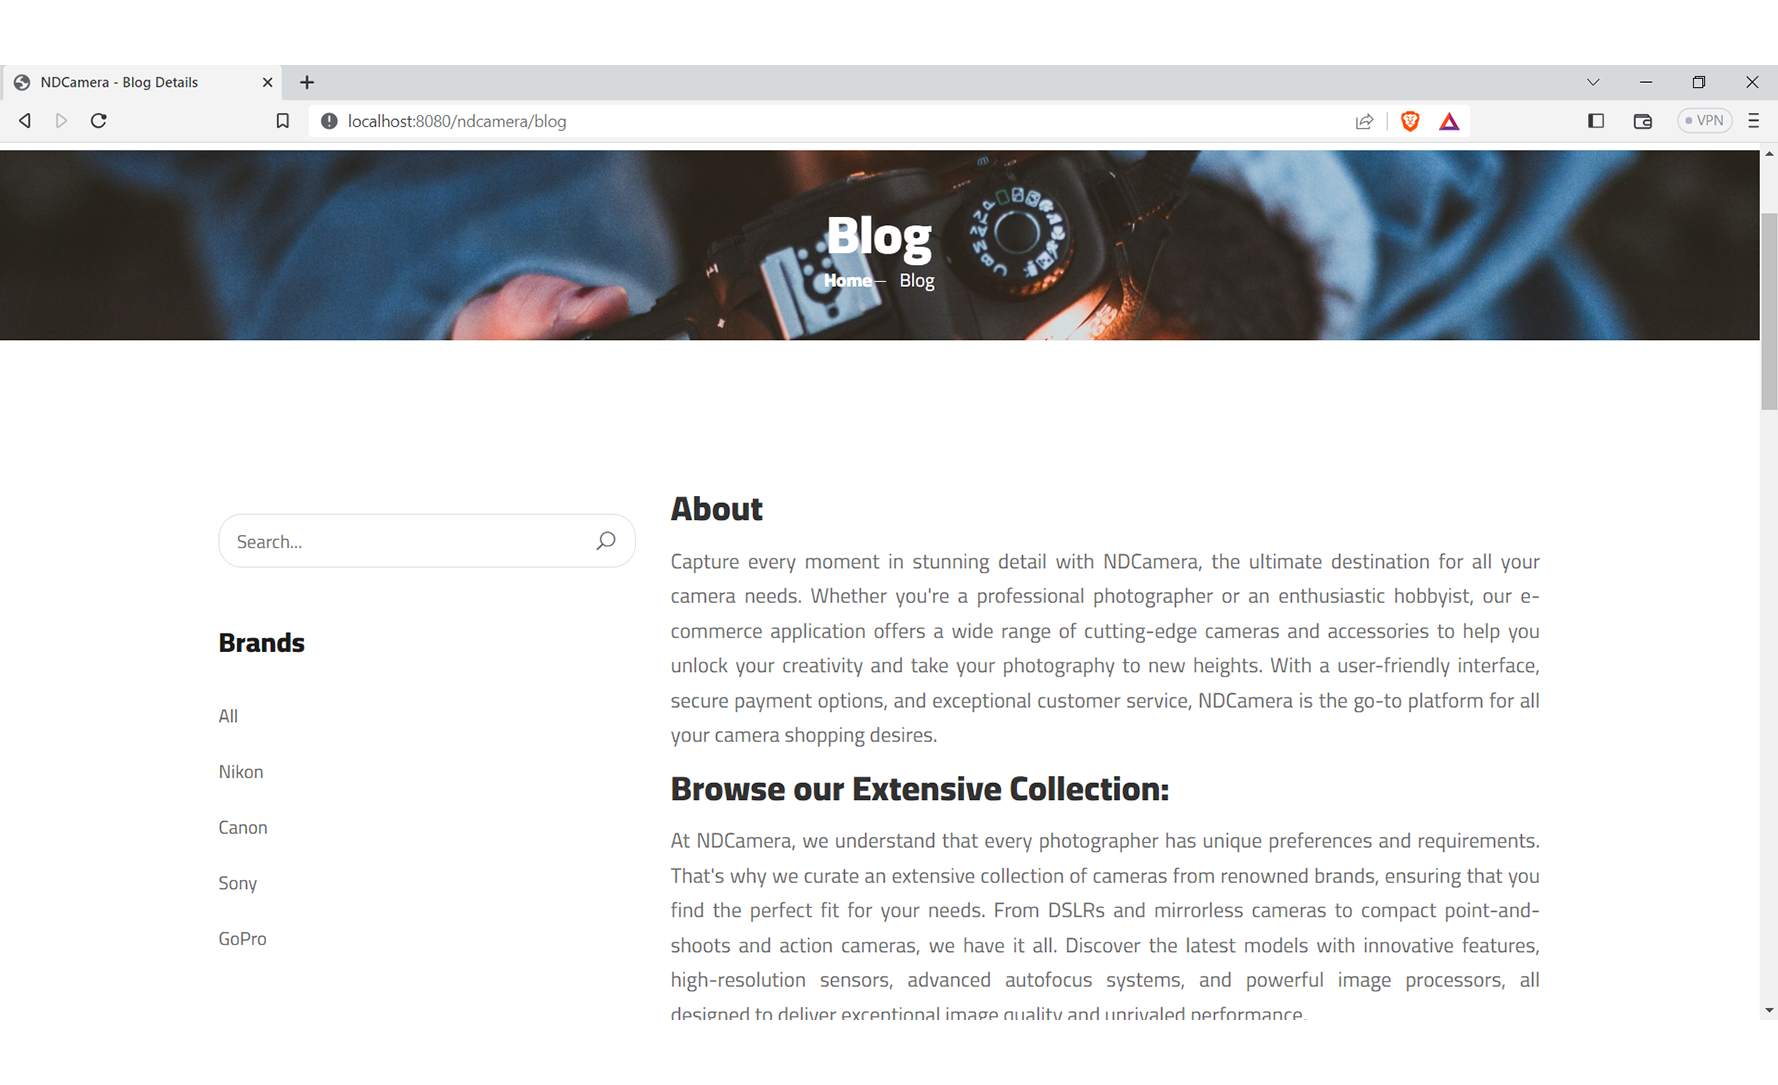 NDCamera - Blog Details
localhost:8080/ndcamera/blog
VPN
Blog
Home— Blog
Search...
Brands
All
Nikon
Canon
Sony
GoPro
About
Capture every moment in stunning detail with NDCamera, the ultimate destination for all your
camera needs. Whether you're a professional photographer or an enthusiastic hobbyist, our e-
commerce application offers a wide range of cutting-edge cameras and accessories to help you
unlock your creativity and take your photography to new heights. With a user-friendly interface,
secure payment options, and exceptional customer service, NDCamera is the go-to platform for all
your camera shopping desires.
Browse our Extensive Collection:
At NDCamera, we understand that every photographer has unique preferences and requirements.
That's why we curate an extensive collection of cameras from renowned brands, ensuring that you
find the perfect fit for your needs. From DSLRs and mirrorless cameras to compact point-and-
shoots and action cameras, we have it all. Discover the latest models with innovative features,
high-resolution sensors, advanced autofocus systems, and powerful image processors, all
designed to deliver exceptional image quality and unrivaled performance.